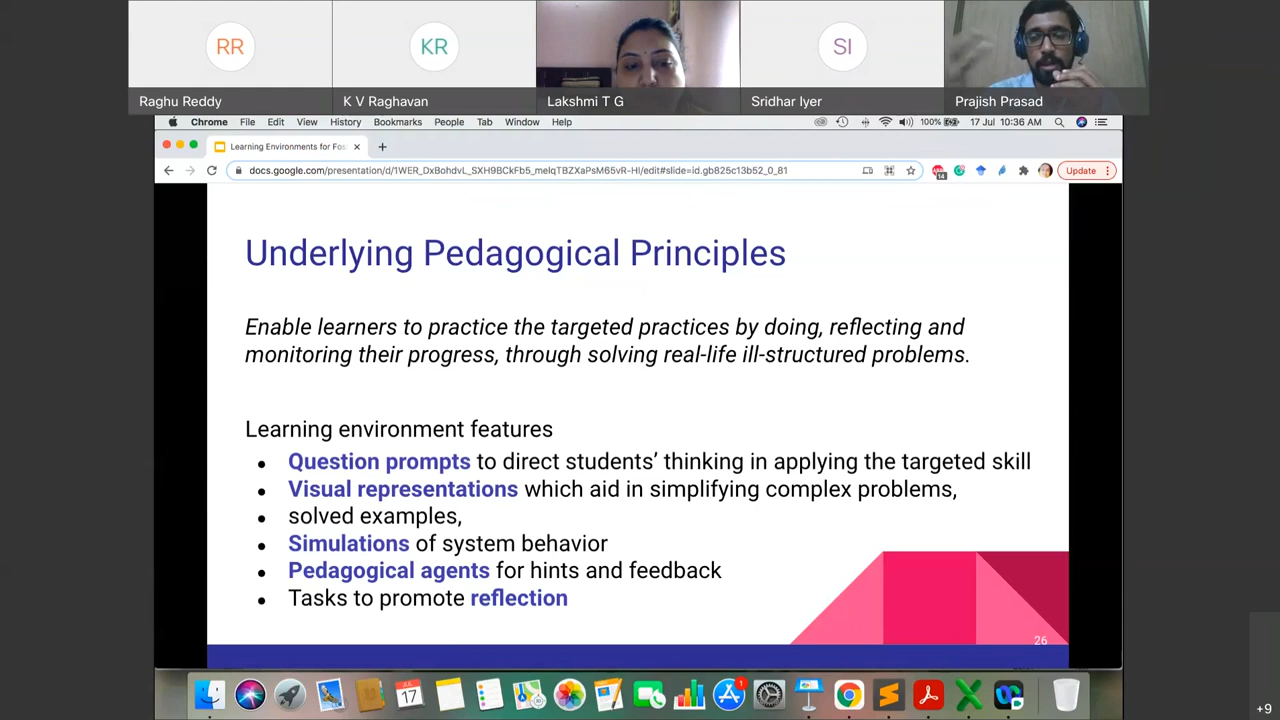 RR
KR
SI
Raghu Reddy
K V Raghavan
Lakshmi T G
Sridhar Iyer
Prajish Prasad
Chrome File Edit View History Bookmarks People Tab Window Help 100% 17 Jul 10:36 AM
Learning Environments for Fos
docs.google.com/presentation/d/1WER_DxBohdvL_SXH9BCkFb5_meIqTBZXaPsM65vR-HI/edit#slide=id.gb825c13b52_0_81
14
Update
Underlying Pedagogical Principles
Enable learners to practice the targeted practices by doing, reflecting and
monitoring their progress, through solving real-life ill-structured problems.
Learning environment features
• Question prompts to direct students’ thinking in applying the targeted skill
• Visual representations which aid in simplifying complex problems,
• solved examples,
• Simulations of system behavior
• Pedagogical agents for hints and feedback
• Tasks to promote reflection
26
17
1
+9